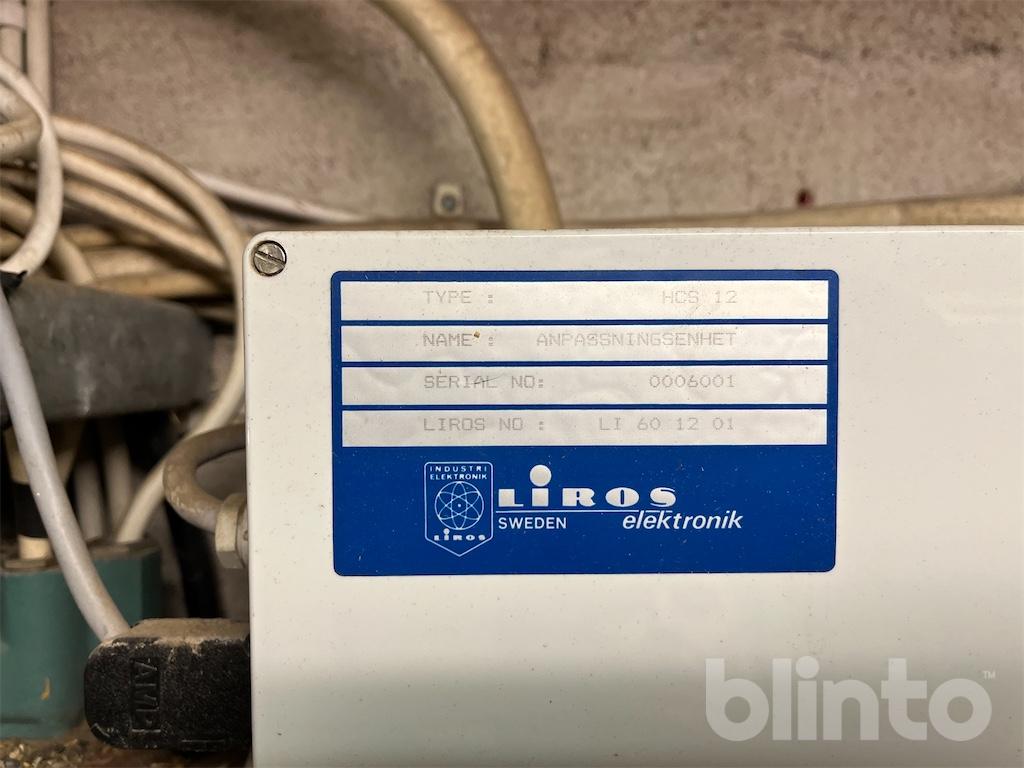 TYPE : HCS 12
NAME : ANPASSNINGSENHET
SERIAL NO: 0006001
LIROS NO : LI 60 12 01
INDUSTRI
ELEKTRONIK
LIROS
LiROS
SWEDEN elektronik
AMP
blinto™